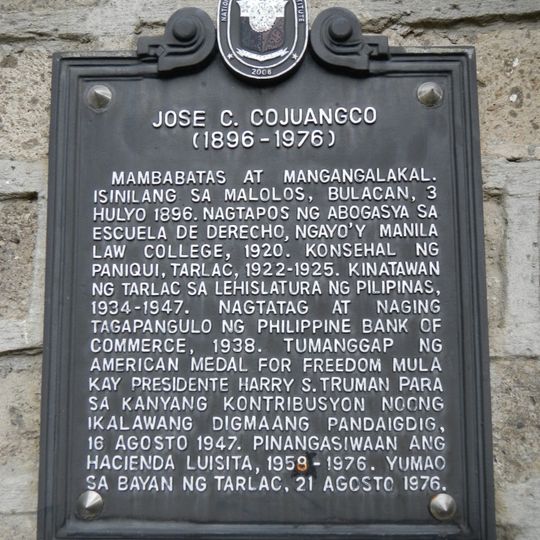 2008
JOSE C. COJUANGCO
(1896-1976)
MAMBABATAS AT MANGANGALAKAL.
ISINILANG SA MALOLOS, BULACAN, 3
HULYO 1896. NAGTAPOS NG ABOGASYA SA
ESCUELA DE DERECHO, NGAYO'Y MANILA
LAW COLLEGE, 1920. KONSEHAL NG
PANIQUI, TARLAC, 1922-1925. KINATAWAN
NG TARLAC SA LEHISLATURA NG PILIPINAS,
1934-1947. NAGTATAG AT NAGING
TAGAPANGULO NG PHILIPPINE BANK OF
COMMERCE, 1938. TUMANGGAP NG
AMERICAN MEDAL FOR FREEDOM MULA
KAY PRESIDENTE HARRY S. TRUMAN PARA
SA KANYANG KONTRIBUSYON NOONG
IKALAWANG DIGMAANG PANDAIGDIG,
16 AGOSTO 1947. PINANGASIWAAN ANG
HACIENDA LUISITA, 1958-1976. YUMAO
SA BAYAN NG TARLAC, 21 AGOSTO 1976.